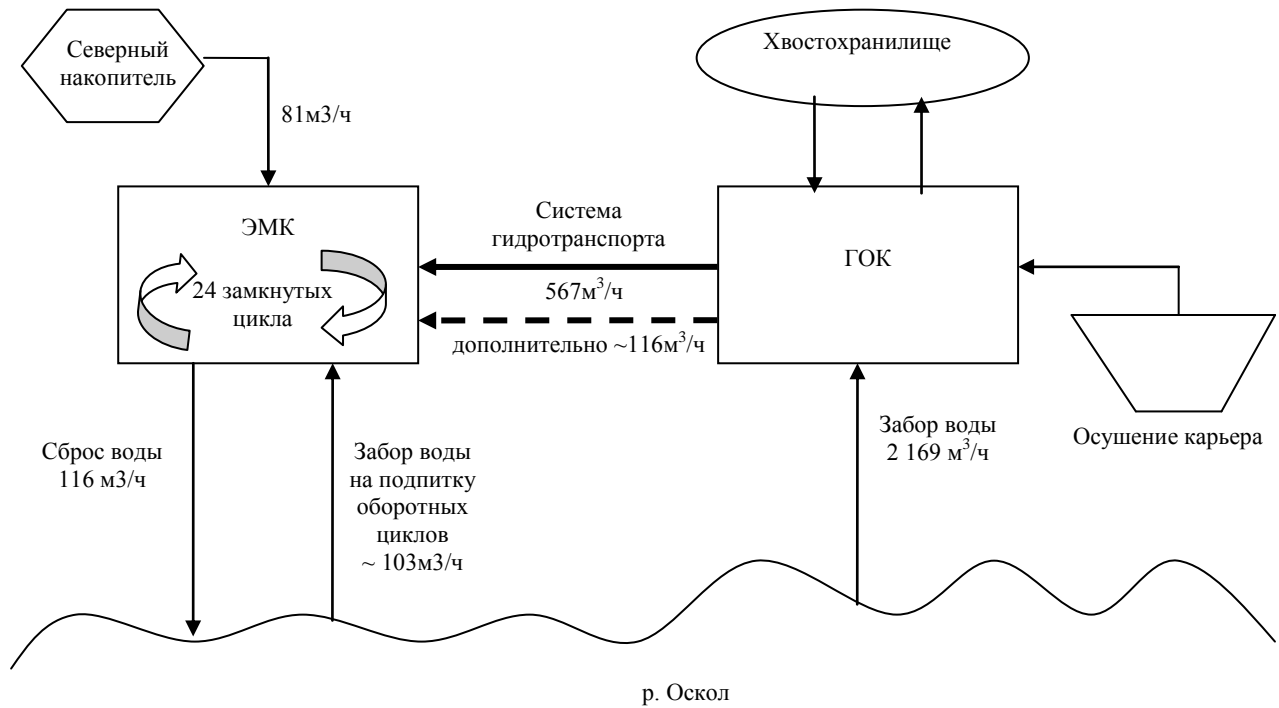 Северный
накопитель
Хвостохранилище
81м3/ч
ЭМК
24 замкнутых
цикла
Система
гидротранспорта
567м³/ч
дополнительно ~116м³/ч
ГОК
Осушение карьера
Сброс воды
116 м3/ч
Забор воды
на подпитку
оборотных
циклов
~ 103м3/ч
Забор воды
2 169 м³/ч
р. Оскол